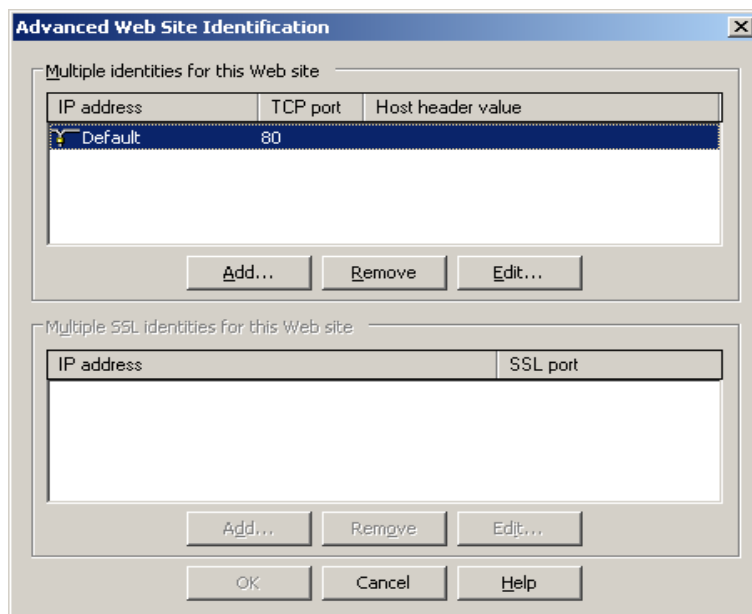 Advanced Web Site Identification
Multiple identities for this Web site
IP address TCP port Host header value
Default 80
Add... Remove Edit...
Multiple SSL identities for this Web site
IP address SSL port
Add... Remove Edit...
OK Cancel Help